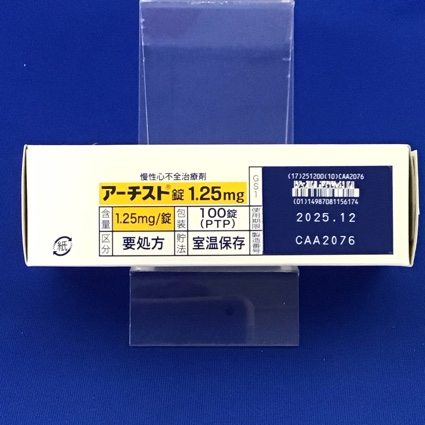 慢性心不全治療剤
アーチスト®錠 1.25mg
含量 1.25mg/錠 包装 100錠(PTP)
区分 要処方 貯法 室温保存
紙
GS1
使用期限
製造番号
(17)251200(10)CAA2076
(01)14987081156174
2025.12
CAA2076